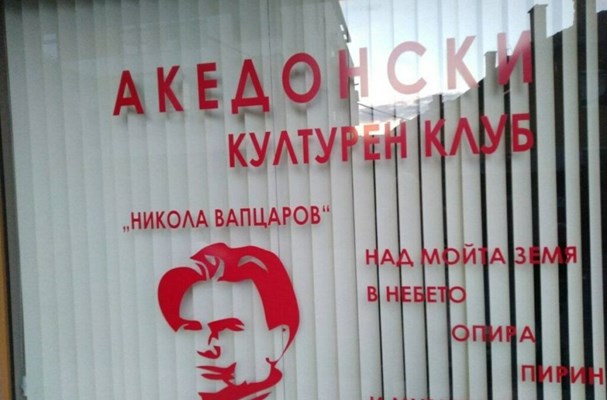 АКЕДОНСКИ
КУЛТУРЕН КЛУБ
„НИКОЛА ВАПЦАРОВ“
НАД МОЙТА ЗЕМЯ
В НЕБЕТО
ОПИРА
ПИРИН